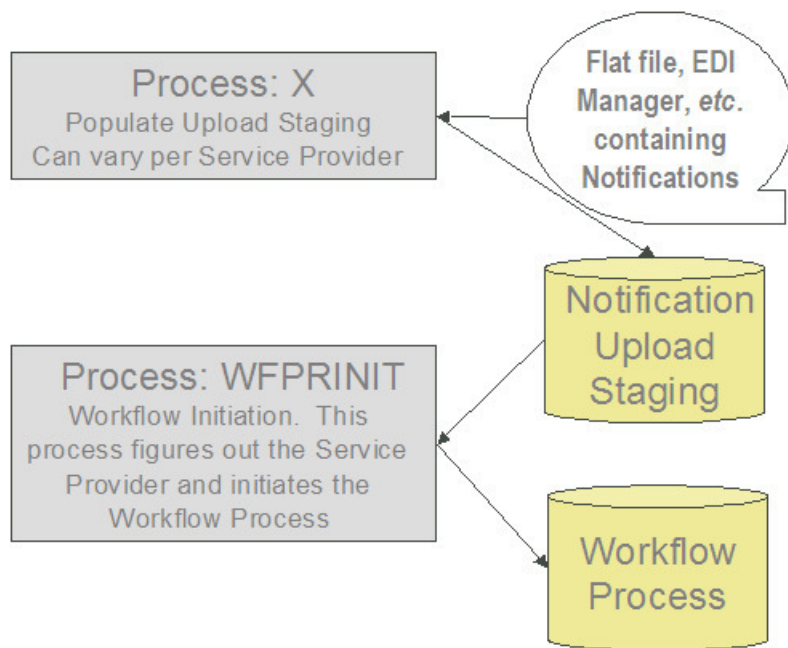 Process: X
Populate Upload Staging
Can vary per Service Provider
Flat file, EDI
Manager, etc.
containing
Notifications
Notification
Upload
Staging
Process: WFPRINIT
Workflow Initiation. This
process figures out the Service
Provider and initiates the
Workflow Process
Workflow
Process